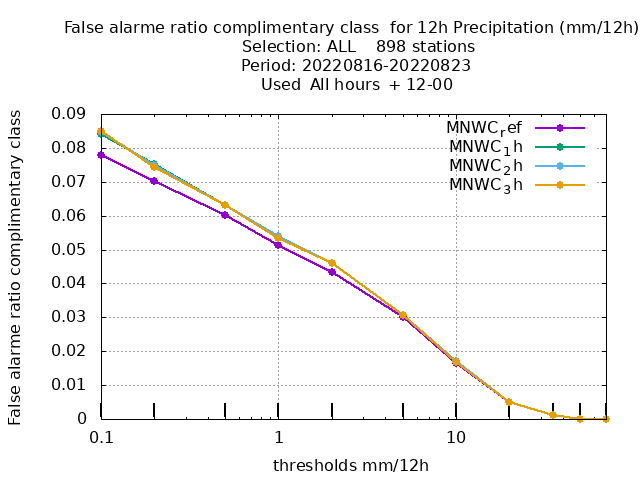 False alarme ratio complimentary class  for 12h Precipitation (mm/12h)
Selection: ALL    898 stations
Period: 20220816-20220823
Used  All hours  + 12-00
False alarme ratio complimentary class
0.09
0.08
0.07
0.06
0.05
0.04
0.03
0.02
0.01
0
MNWC_ref
MNWC_1h
MNWC_2h
MNWC_3h
0.1
1
10
thresholds mm/12h